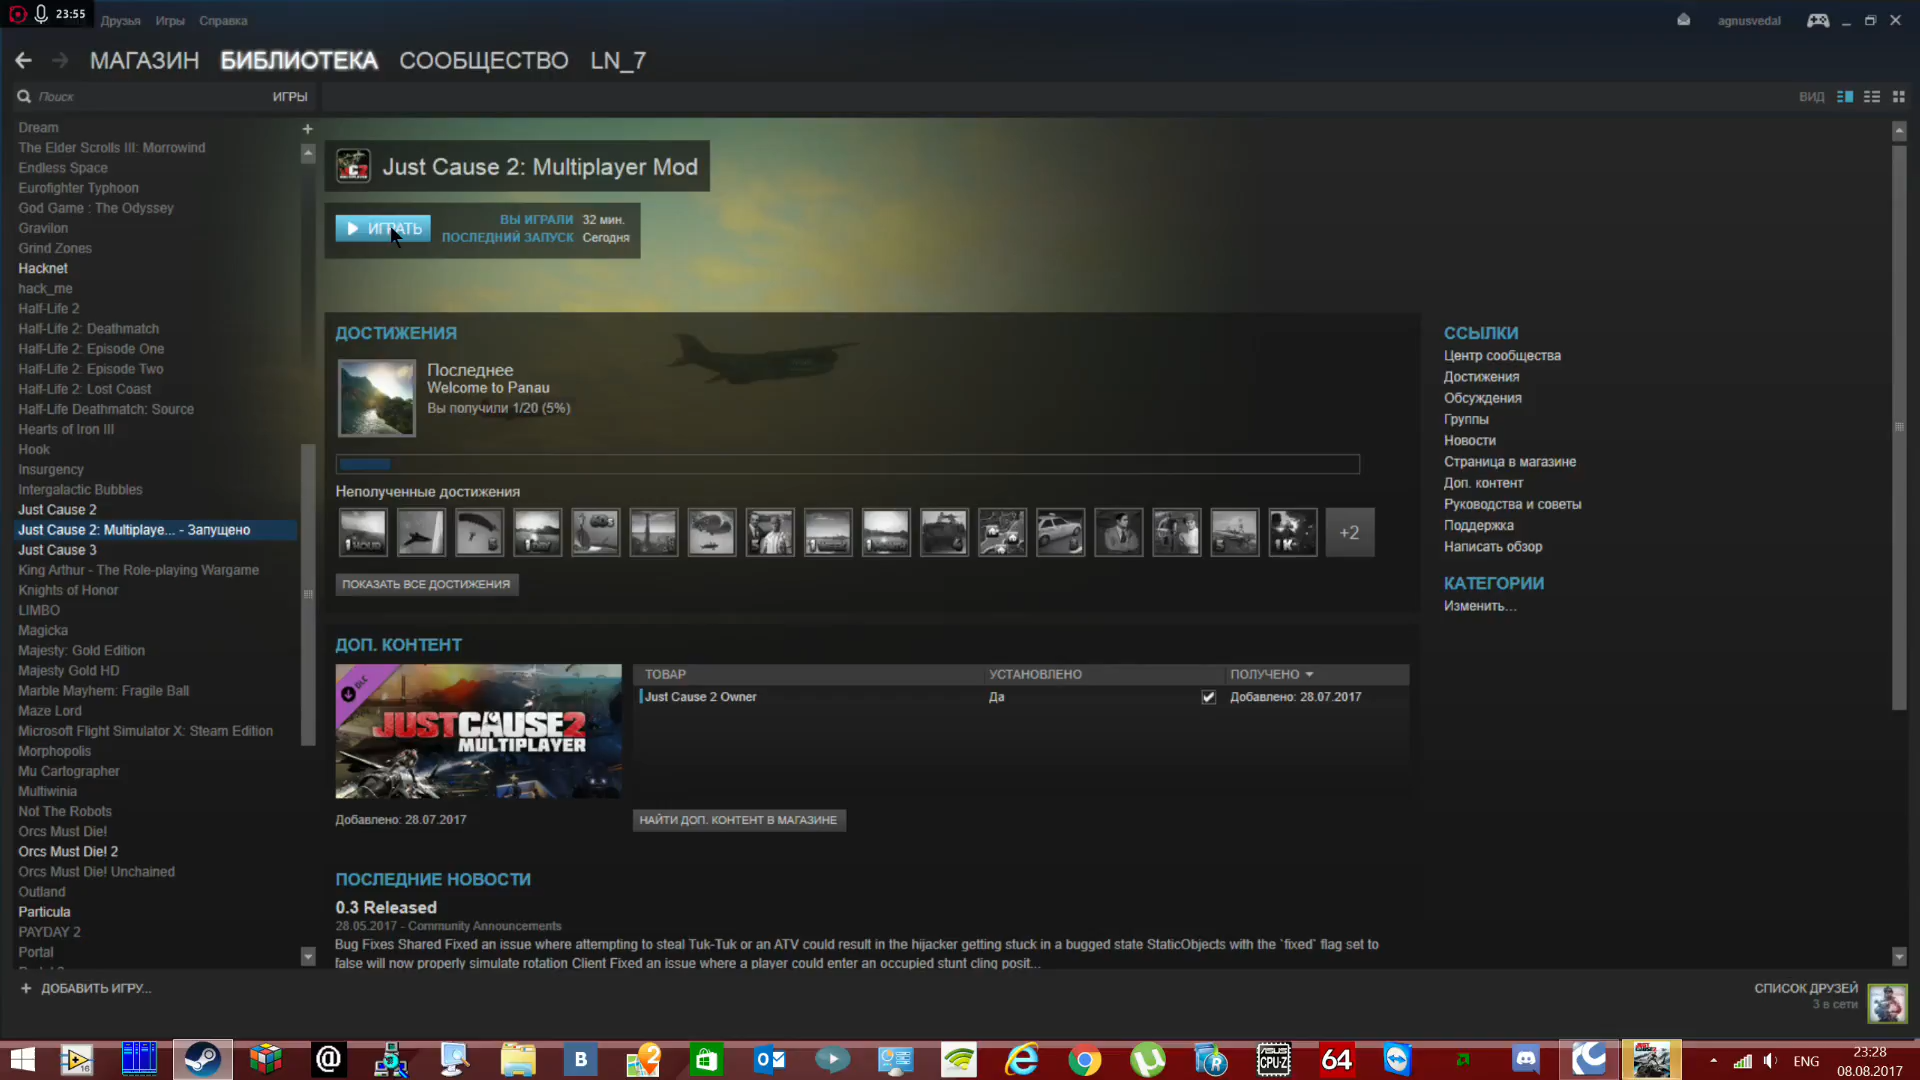 23:55
Друзья Игры Справка
agnusvedal
МАГАЗИН БИБЛИОТЕКА СООБЩЕСТВО LN_7
Поиск ИГРЫ
ВИД
Dream
The Elder Scrolls III: Morrowind
Endless Space
Eurofighter Typhoon
God Game : The Odyssey
Gravilon
Grind Zones
Hacknet
hack_me
Half-Life 2
Half-Life 2: Deathmatch
Half-Life 2: Episode One
Half-Life 2: Episode Two
Half-Life 2: Lost Coast
Half-Life Deathmatch: Source
Hearts of Iron III
Hook
Insurgency
Intergalactic Bubbles
Just Cause 2
Just Cause 2: Multiplaye... - Запущено
Just Cause 3
King Arthur - The Role-playing Wargame
Knights of Honor
LIMBO
Magicka
Majesty: Gold Edition
Majesty Gold HD
Marble Mayhem: Fragile Ball
Maze Lord
Microsoft Flight Simulator X: Steam Edition
Morphopolis
Mu Cartographer
Multiwinia
Not The Robots
Orcs Must Die!
Orcs Must Die! 2
Orcs Must Die! Unchained
Outland
Particula
PAYDAY 2
Portal
Just Cause 2: Multiplayer Mod
ИГРАТЬ
ВЫ ИГРАЛИ 32 мин.
ПОСЛЕДНИЙ ЗАПУСК Сегодня
ДОСТИЖЕНИЯ
Последнее
Welcome to Panau
Вы получили 1/20 (5%)
Неполученные достижения
+2
ПОКАЗАТЬ ВСЕ ДОСТИЖЕНИЯ
ДОП. КОНТЕНТ
DLC
JUST CAUSE 2
MULTIPLAYER
Добавлено: 28.07.2017
ТОВАР УСТАНОВЛЕНО ПОЛУЧЕНО
Just Cause 2 Owner Да Добавлено: 28.07.2017
НАЙТИ ДОП. КОНТЕНТ В МАГАЗИНЕ
ПОСЛЕДНИЕ НОВОСТИ
0.3 Released
28.05.2017 - Community Announcements
Bug Fixes Shared Fixed an issue where attempting to steal Tuk-Tuk or an ATV could result in the hijacker getting stuck in a bugged state StaticObjects with the `fixed` flag set to
false will now properly simulate rotation Client Fixed an issue where a player could enter an occupied stunt cling posit...
ССЫЛКИ
Центр сообщества
Достижения
Обсуждения
Группы
Новости
Страница в магазине
Доп. контент
Руководства и советы
Поддержка
Написать обзор
КАТЕГОРИИ
Изменить...
+ ДОБАВИТЬ ИГРУ...
СПИСОК ДРУЗЕЙ
3 в сети
ENG
23:28
08.08.2017